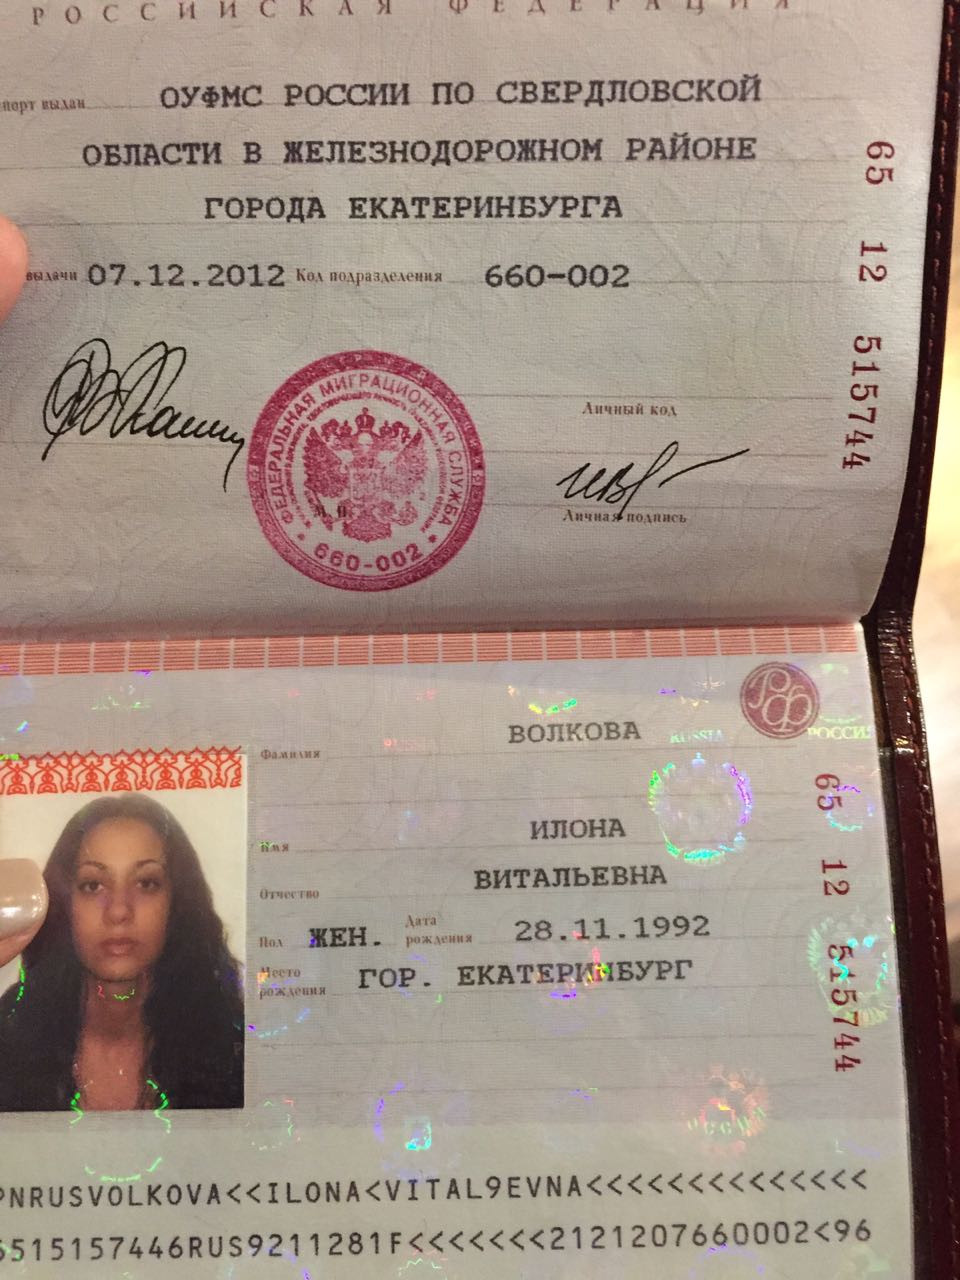 РОССИЙСКАЯ ФЕДЕРАЦИЯ
порт выдан ОУФМС РОССИИ ПО СВЕРДЛОВСКОЙ
ОБЛАСТИ В ЖЕЛЕЗНОДОРОЖНОМ РАЙОНЕ
ГОРОДА ЕКАТЕРИНБУРГА
выдачи 07.12.2012 Код подразделения 660-002
65 12 515744
Личный код
Личная подпись
ФЕДЕРАЛЬНАЯ МИГРАЦИОННАЯ СЛУЖБА
М.П.
660-002
РФ
РОССИЯ
RUSSIA
Фамилия ВОЛКОВА
Имя ИЛОНА
Отчество ВИТАЛЬЕВНА
Пол ЖЕН. Дата рождения 28.11.1992
Место рождения ГОР. ЕКАТЕРИНБУРГ
65 12 515744
PNRUSVOLKOVA<<ILONA<VITAL9EVNA<<<<<<<<<<<<<<
6515157446RUS9211281F<<<<<<<2121207660002<96